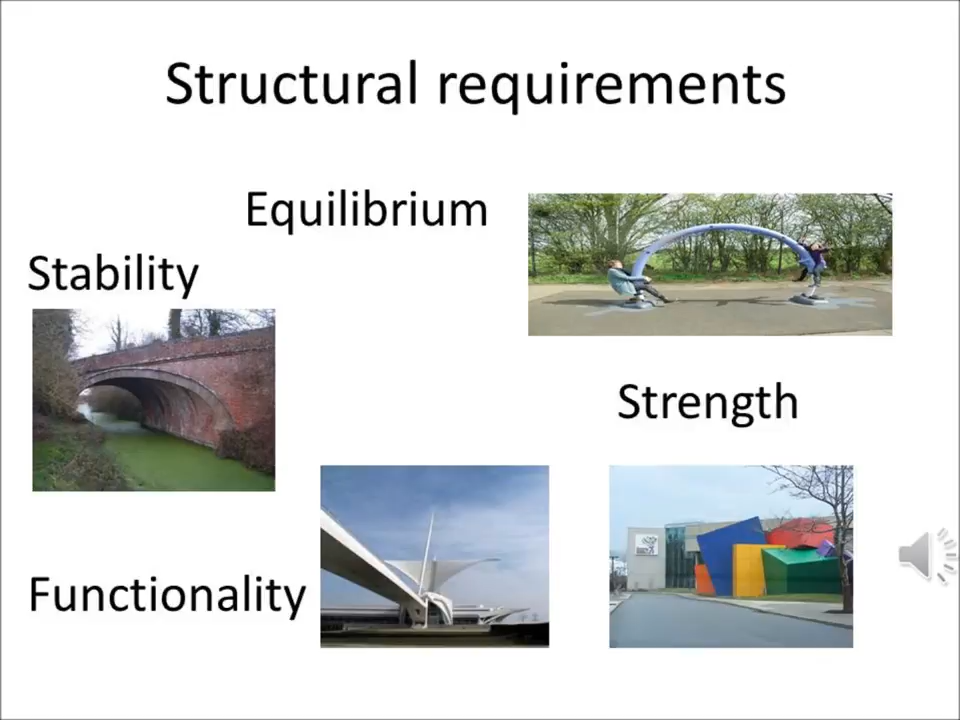 Structural requirements
Equilibrium
Stability
Strength
Functionality